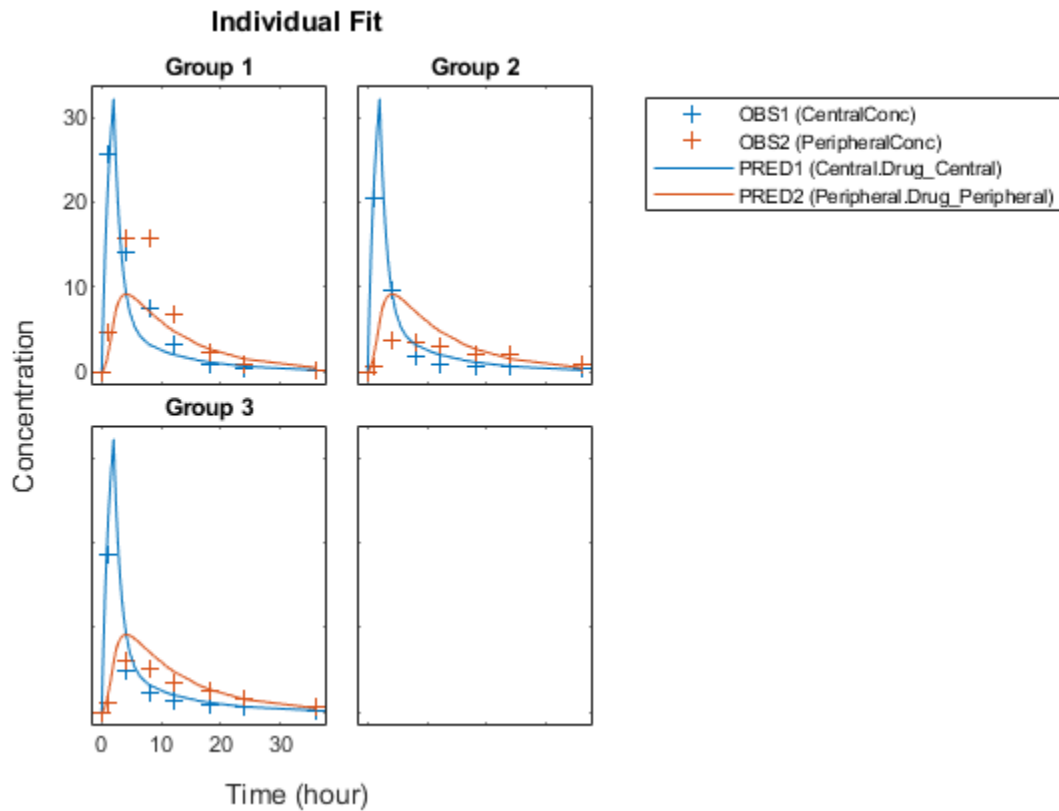 Individual Fit
Group 1
Group 2
OBS1 (CentralConc)
OBS2 (PeripheralConc)
PRED1 (Central.Drug_Central)
PRED2 (Peripheral.Drug_Peripheral)
30
20
10
0
Group 3
Concentration
0 10 20 30
Time (hour)